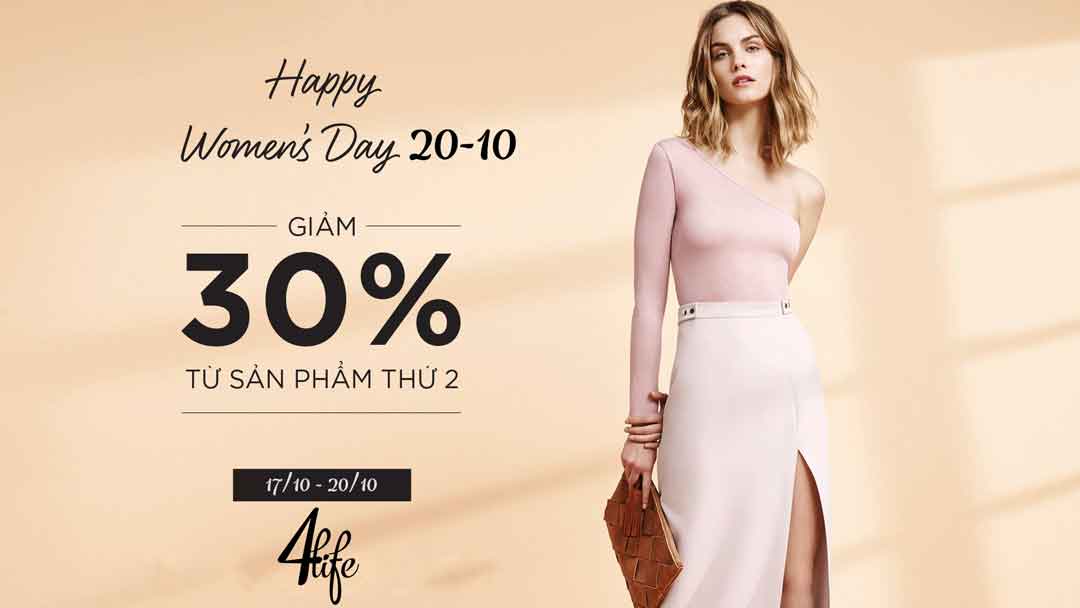 Happy
Women's Day 20-10
GIẢM
30%
TỪ SẢN PHẨM THỨ 2
17/10 - 20/10
4life